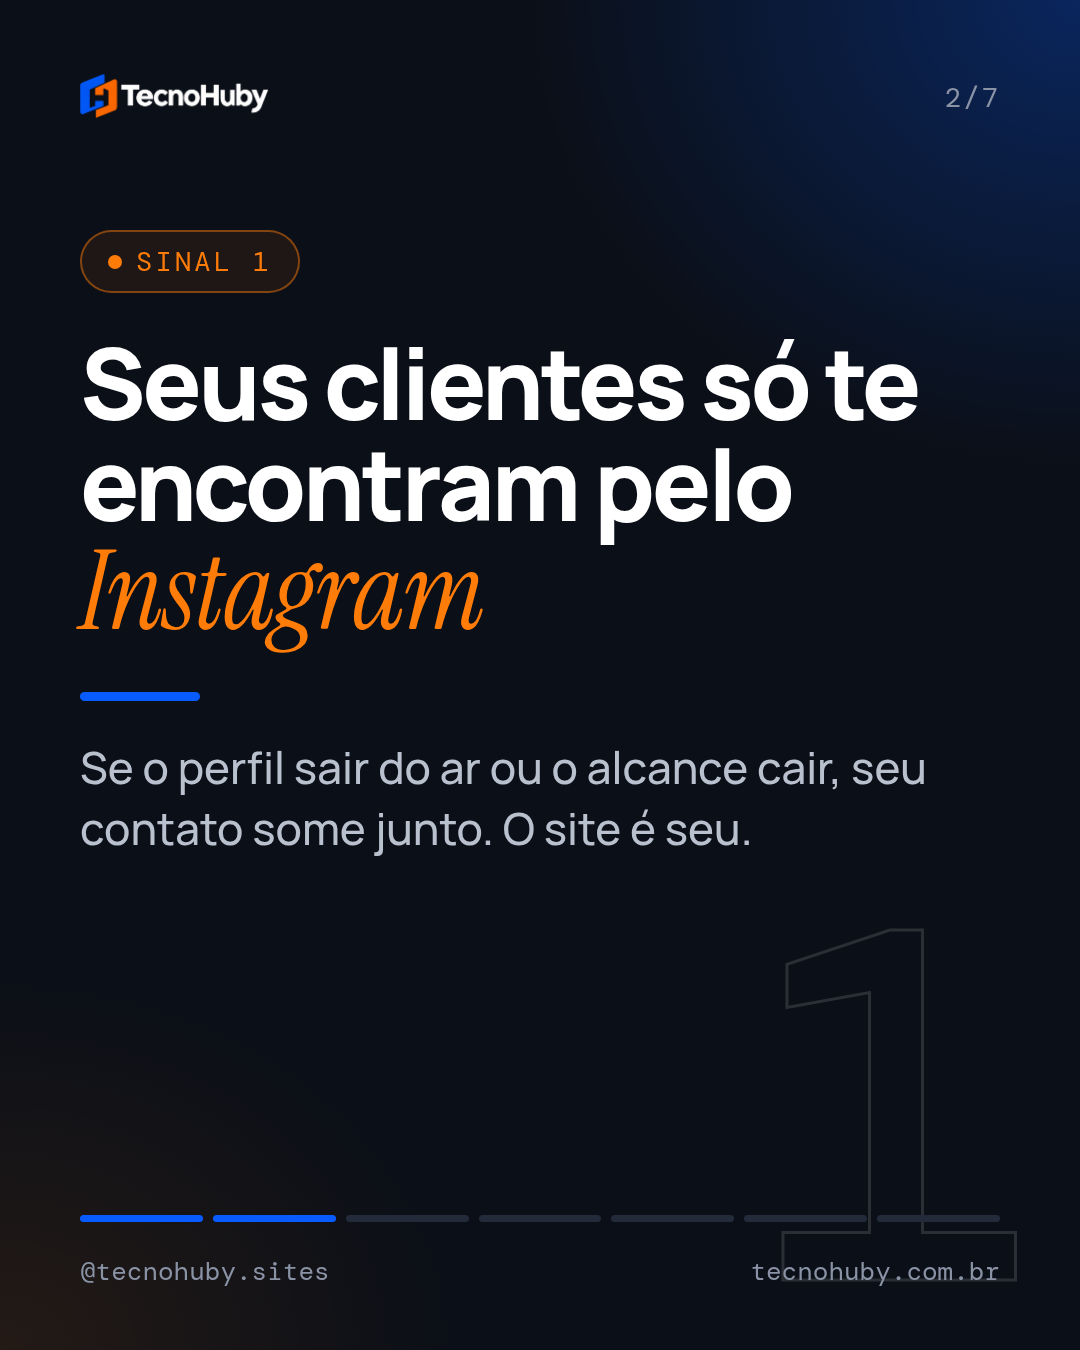 TecnoHuby
2/7
SINAL 1
Seus clientes só te
encontram pelo
Instagram
Se o perfil sair do ar ou o alcance cair, seu
contato some junto. O site é seu.
1
@tecnohuby.sites
tecnohuby.com.br